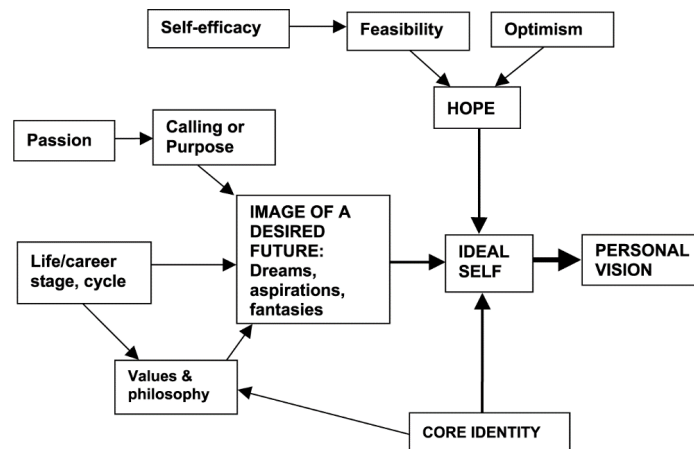 Self-efficacy
Feasibility
Optimism
HOPE
Passion
Calling or
Purpose
IMAGE OF A
DESIRED
FUTURE:
Dreams,
aspirations,
fantasies
Life/career
stage, cycle
IDEAL
SELF
PERSONAL
VISION
Values &
philosophy
CORE IDENTITY